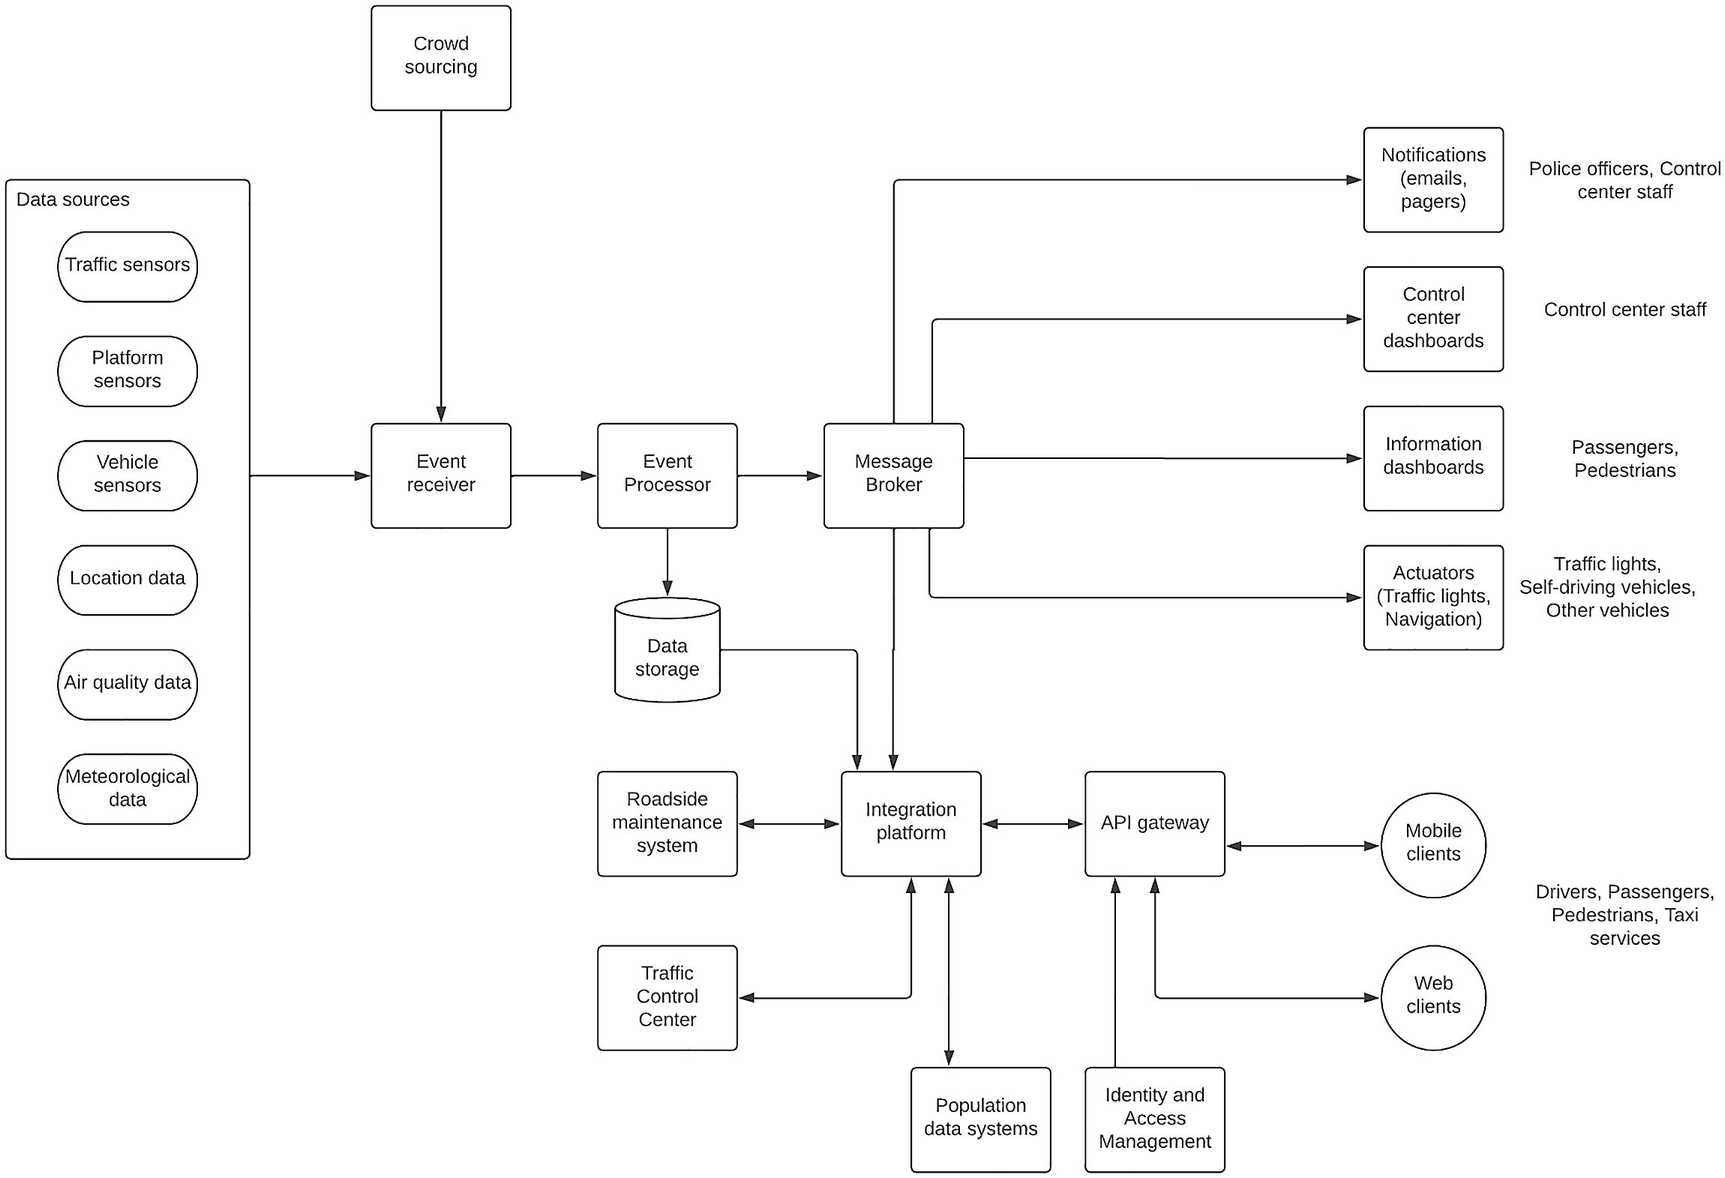 Crowd
sourcing
Data sources
Traffic sensors
Platform
sensors
Vehicle
sensors
Location data
Air quality data
Meteorological
data
Event
receiver
Event
Processor
Message
Broker
Data
storage
Notifications
(emails,
pagers)
Police officers, Control
center staff
Control
center
dashboards
Control center staff
Information
dashboards
Passengers,
Pedestrians
Actuators
(Traffic lights,
Navigation)
Traffic lights,
Self-driving vehicles,
Other vehicles
Roadside
maintenance
system
Integration
platform
API gateway
Mobile
clients
Drivers, Passengers,
Pedestrians, Taxi
services
Traffic
Control
Center
Web
clients
Population
data systems
Identity and
Access
Management